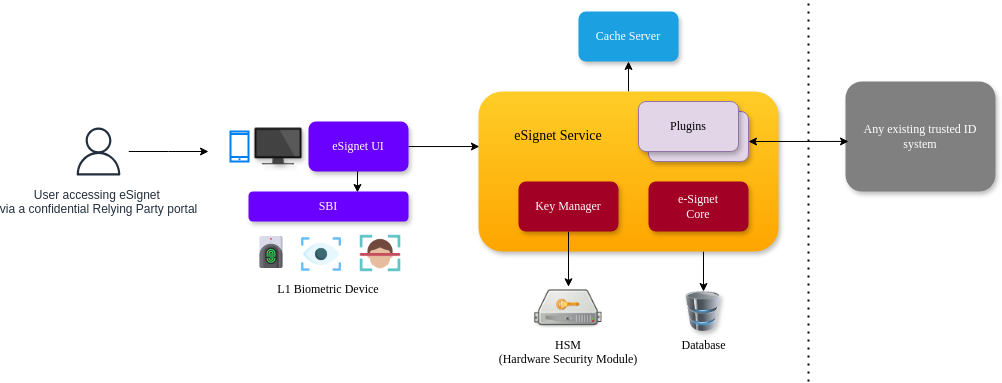 Cache Server
eSignet Service
Plugins
Any existing trusted ID
system
eSignet UI
User accessing eSignet
via a confidential Relying Party portal
SBI
Key Manager
e-Signet
Core
L1 Biometric Device
HSM
(Hardware Security Module)
Database